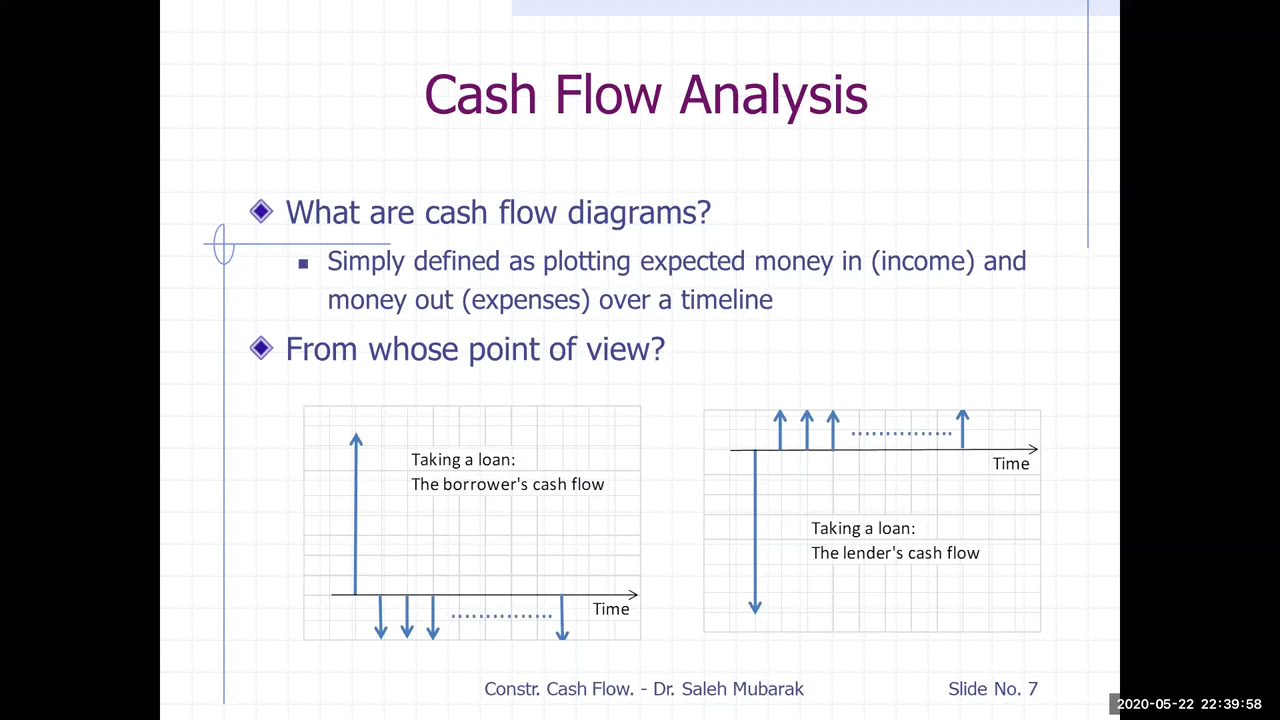 Cash Flow Analysis
What are cash flow diagrams?
Simply defined as plotting expected money in (income) and
money out (expenses) over a timeline
From whose point of view?
Taking a loan:
The borrower's cash flow
Time
Time
Taking a loan:
The lender's cash flow
Constr. Cash Flow. - Dr. Saleh Mubarak
Slide No. 7
2020-05-22 22:39:58